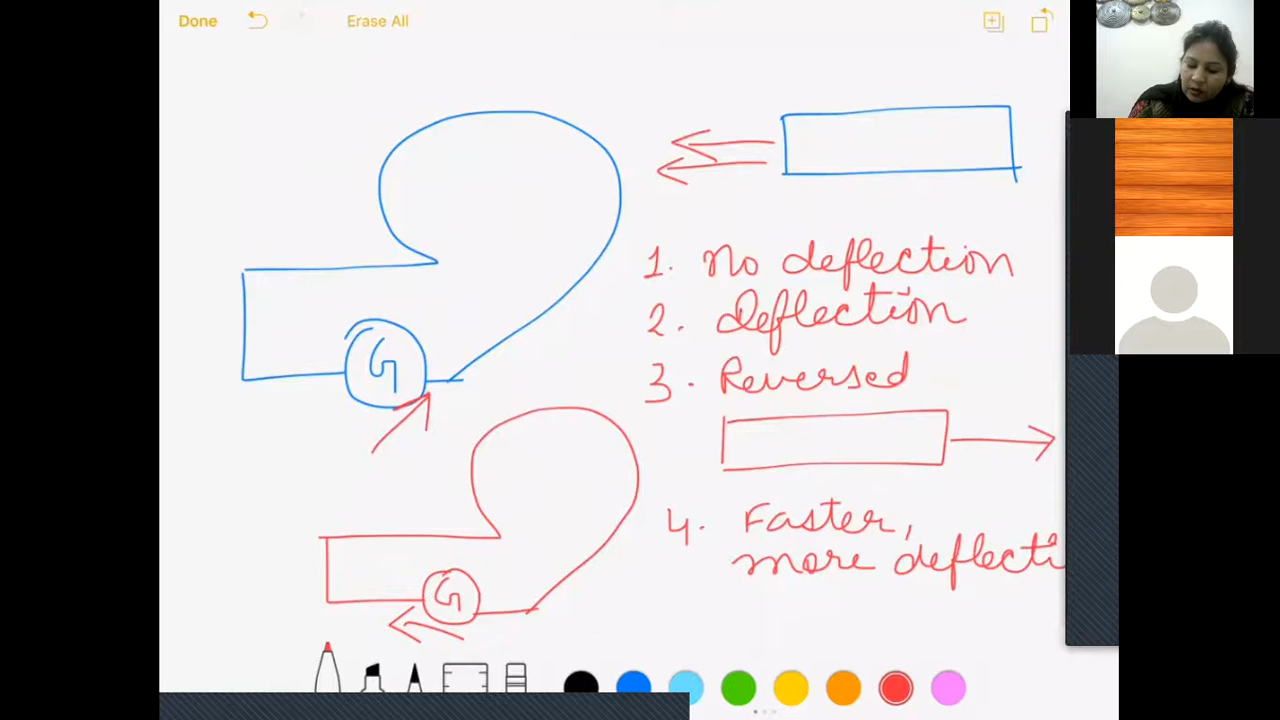 Done
Erase All
1. No deflection
2. Deflection
G
3. Reversed
4. Faster,
more deflecti
G